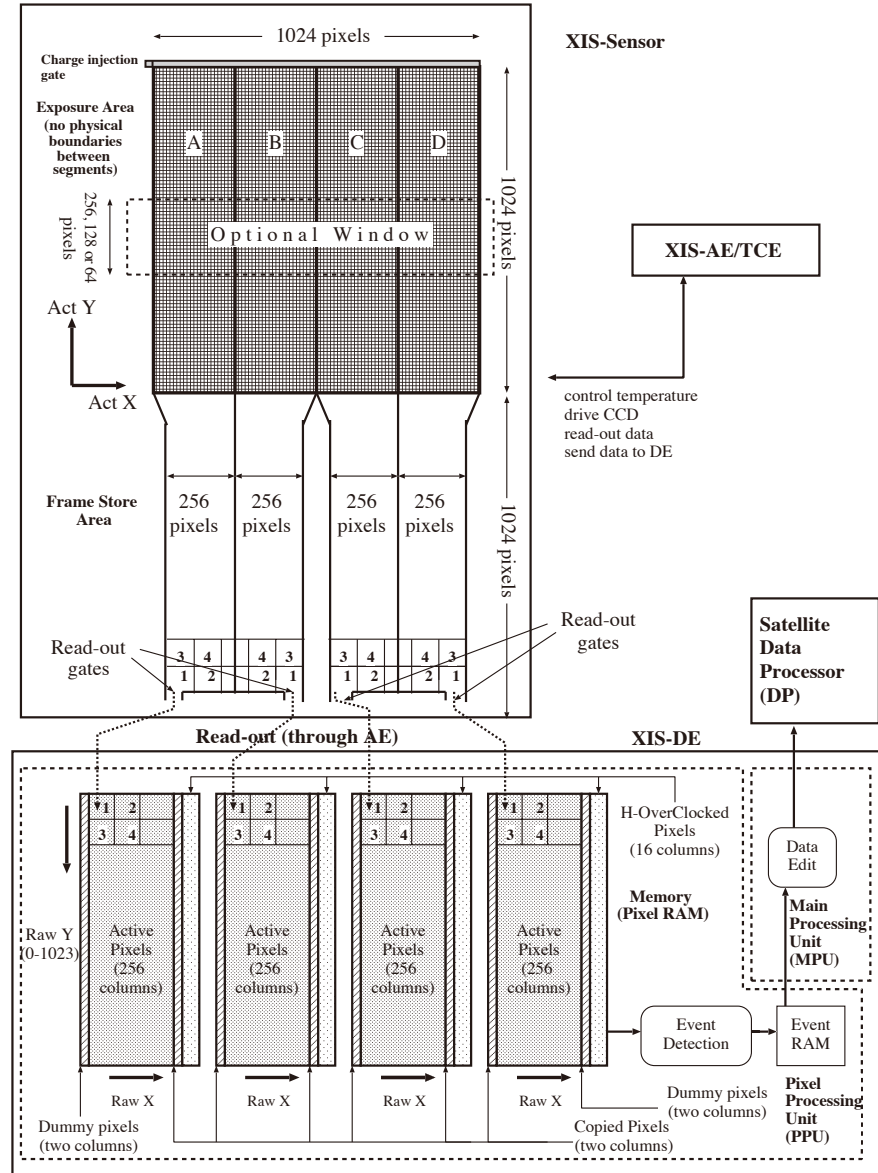 1024 pixels
XIS-Sensor
Charge injection
gate
Exposure Area
(no physical
boundaries
between
segments)
A
B
C
D
1024 pixels
256, 128 or 64
pixels
Optional Window
XIS-AE/TCE
Act Y
Act X
control temperature
drive CCD
read-out data
send data to DE
Frame Store
Area
256
pixels
256
pixels
256
pixels
256
pixels
1024 pixels
Read-out
gates
3 4 4 3
1 2 2 1
3 4 4 3
1 2 2 1
Read-out
gates
Satellite
Data
Processor
(DP)
Read-out (through AE)
XIS-DE
1 2
3 4
1 2
3 4
1 2
3 4
1 2
3 4
H-OverClocked
Pixels
(16 columns)
Data
Edit
Memory
(Pixel RAM)
Main
Processing
Unit
(MPU)
Raw Y
(0-1023)
Active
Pixels
(256
columns)
Active
Pixels
(256
columns)
Active
Pixels
(256
columns)
Active
Pixels
(256
columns)
Event
Detection
Event
RAM
Raw X
Raw X
Raw X
Raw X
Dummy pixels
(two columns)
Pixel
Processing
Unit
(PPU)
Dummy pixels
(two columns)
Copied Pixels
(two columns)